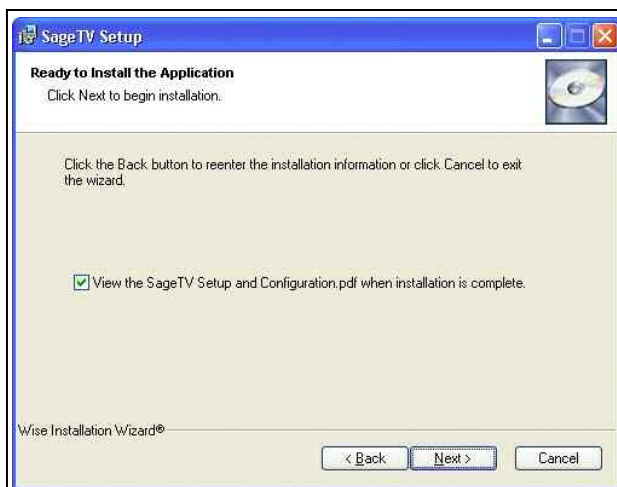 SageTV Setup
Ready to Install the Application
Click Next to begin installation.
Click the Back button to reenter the installation information or click Cancel to exit
the wizard.
View the SageTV Setup and Configuration.pdf when installation is complete.
Wise Installation Wizard®
< Back
Next >
Cancel